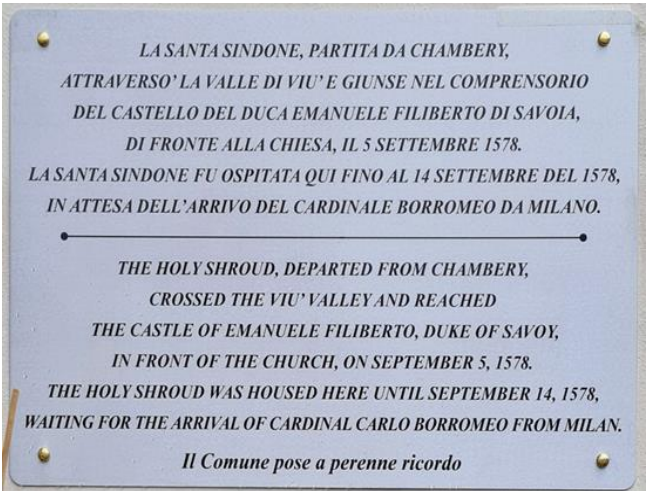 LA SANTA SINDONE, PARTITA DA CHAMBERY,
ATTRAVERSO' LA VALLE DI VIU' E GIUNSE NEL COMPRENSORIO
DEL CASTELLO DEL DUCA EMANUELE FILIBERTO DI SAVOIA,
DI FRONTE ALLA CHIESA, IL 5 SETTEMBRE 1578.
LA SANTA SINDONE FU OSPITATA QUI FINO AL 14 SETTEMBRE DEL 1578,
IN ATTESA DELL'ARRIVO DEL CARDINALE BORROMEO DA MILANO.
THE HOLY SHROUD, DEPARTED FROM CHAMBERY,
CROSSED THE VIU' VALLEY AND REACHED
THE CASTLE OF EMANUELE FILIBERTO, DUKE OF SAVOY,
IN FRONT OF THE CHURCH, ON SEPTEMBER 5, 1578.
THE HOLY SHROUD WAS HOUSED HERE UNTIL SEPTEMBER 14, 1578,
WAITING FOR THE ARRIVAL OF CARDINAL CARLO BORROMEO FROM MILAN.
Il Comune pose a perenne ricordo